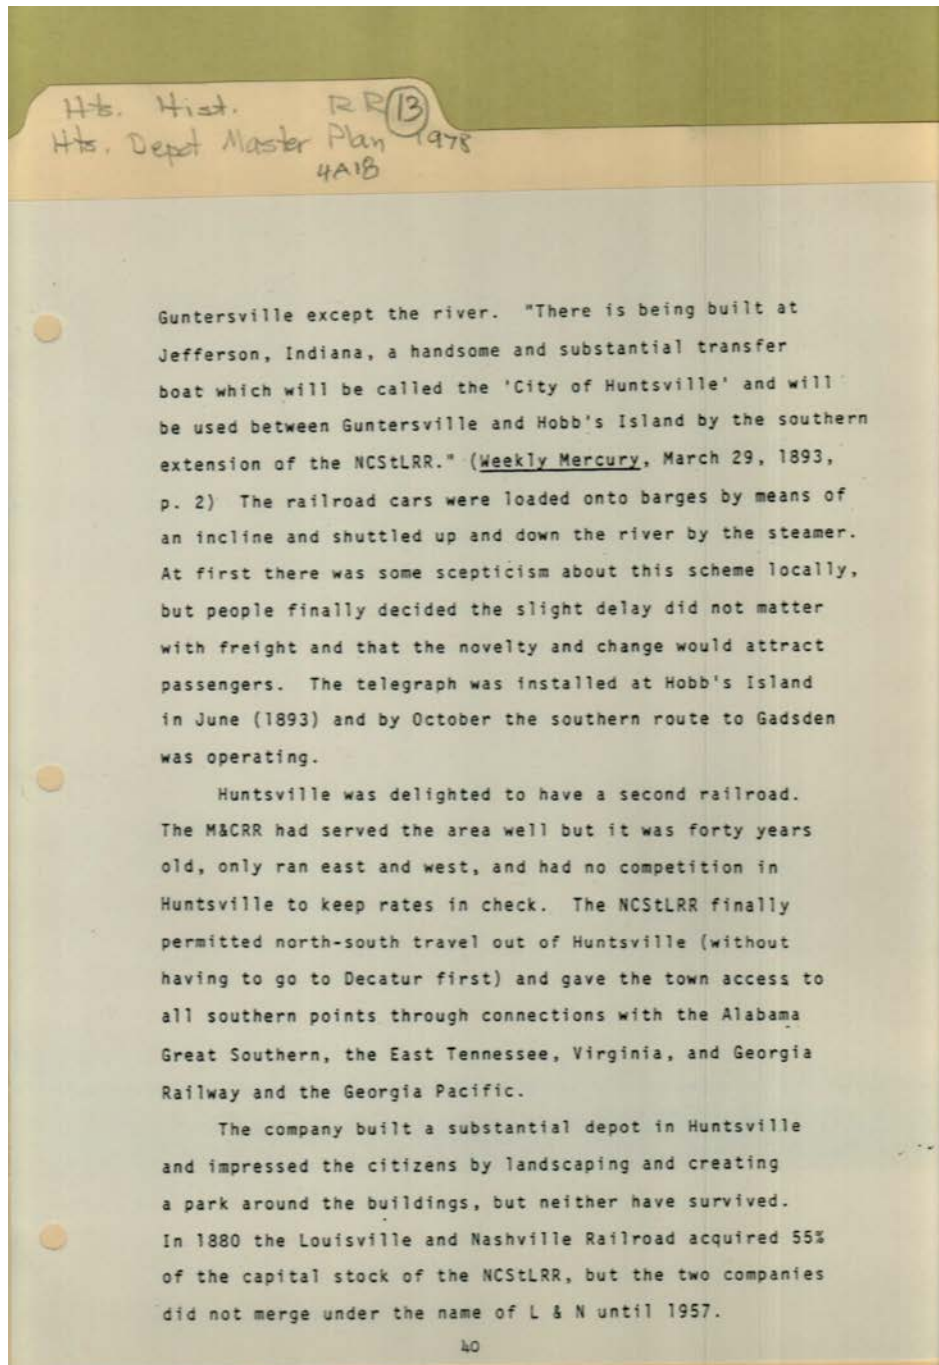 Hts. Hist. RR 13
Hts. Depot Master Plan 1978
4A18
Guntersville except the river. "There is being built at
Jefferson, Indiana, a handsome and substantial transfer
boat which will be called the 'City of Huntsville' and will
be used between Guntersville and Hobb's Island by the southern
extension of the NCStLRR." (Weekly Mercury, March 29, 1893,
p. 2) The railroad cars were loaded onto barges by means of
an incline and shuttled up and down the river by the steamer.
At first there was some scepticism about this scheme locally,
but people finally decided the slight delay did not matter
with freight and that the novelty and change would attract
passengers. The telegraph was installed at Hobb's Island
in June (1893) and by October the southern route to Gadsden
was operating.
Huntsville was delighted to have a second railroad.
The M&CRR had served the area well but it was forty years
old, only ran east and west, and had no competition in
Huntsville to keep rates in check. The NCStLRR finally
permitted north-south travel out of Huntsville (without
having to go to Decatur first) and gave the town access to
all southern points through connections with the Alabama
Great Southern, the East Tennessee, Virginia, and Georgia
Railway and the Georgia Pacific.
The company built a substantial depot in Huntsville
and impressed the citizens by landscaping and creating
a park around the buildings, but neither have survived.
In 1880 the Louisville and Nashville Railroad acquired 55%
of the capital stock of the NCStLRR, but the two companies
did not merge under the name of L & N until 1957.
40